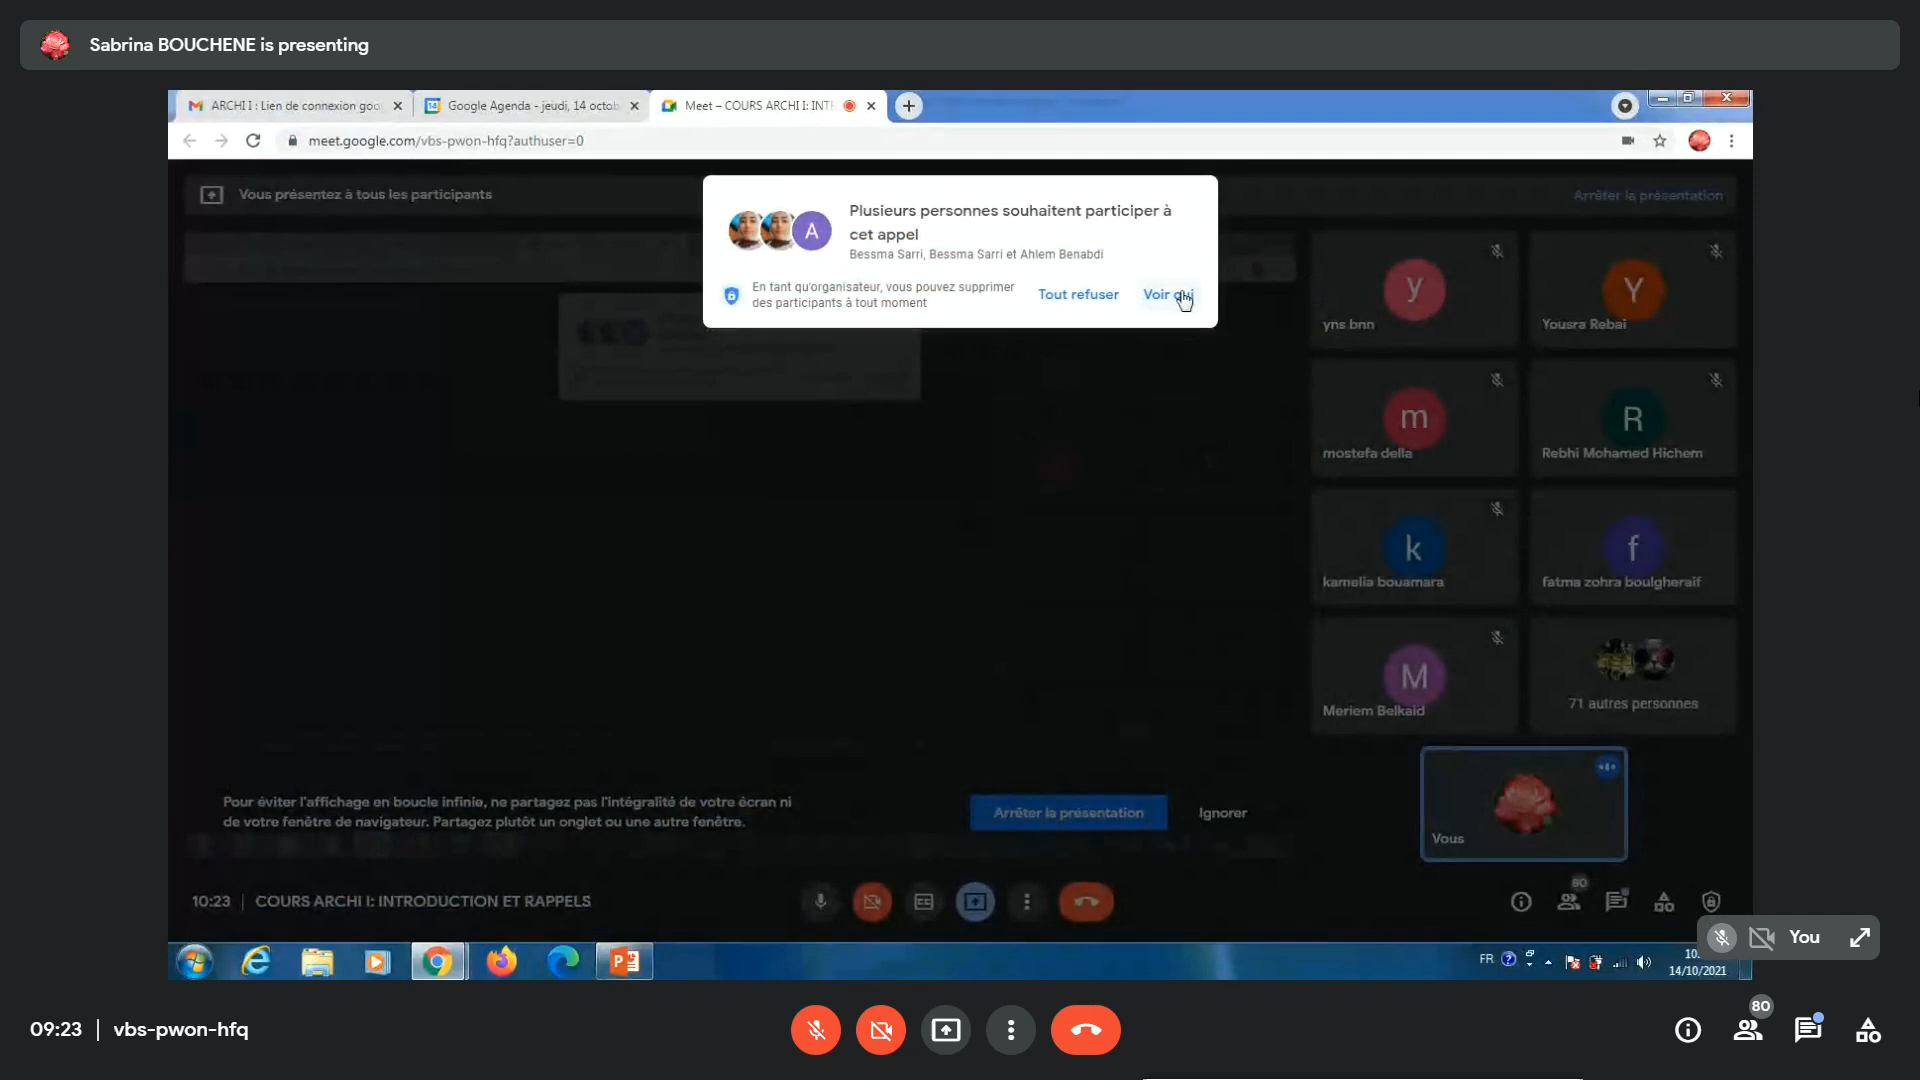 Sabrina BOUCHENE is presenting
ARCHI I : Lien de connexion goo
Google Agenda - jeudi, 14 octob
Meet – COURS ARCHI I: INT
meet.google.com/vbs-pwon-hfq?authuser=0
Vous présentez à tous les participants
Arrêter la présentation
Plusieurs personnes souhaitent participer à
cet appel
A
Bessma Sarri, Bessma Sarri et Ahlem Benabdi
En tant qu'organisateur, vous pouvez supprimer
des participants à tout moment
Tout refuser
Voir qui
y
yns bnn
Y
Yousra Rebai
m
mostefa della
R
Rebhi Mohamed Hichem
k
kamelia bouamara
f
fatma zohra boulgheraif
M
Meriem Belkaid
71 autres personnes
Pour éviter l'affichage en boucle infinie, ne partagez pas l'intégralité de votre écran ni
de votre fenêtre de navigateur. Partagez plutôt un onglet ou une autre fenêtre.
Arrêter la présentation
Ignorer
Vous
10:23 | COURS ARCHI I: INTRODUCTION ET RAPPELS
80
You
FR
14/10/2021
09:23 | vbs-pwon-hfq
80